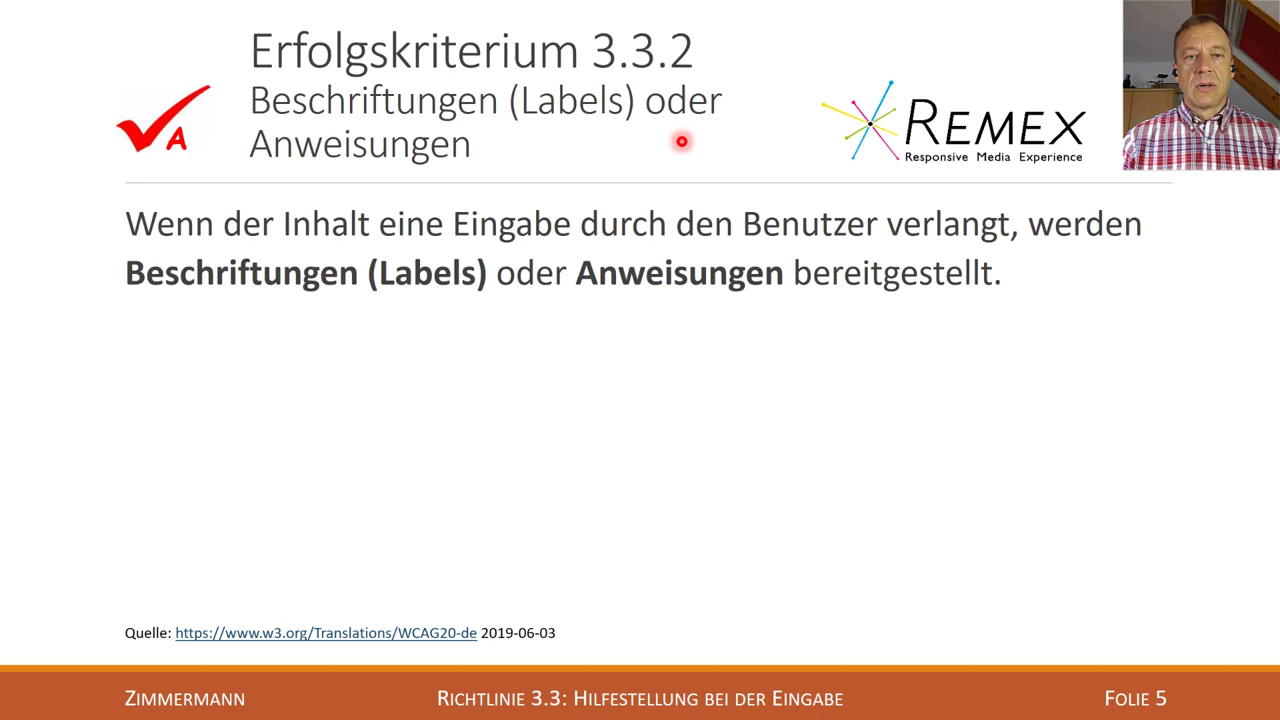 Erfolgskriterium 3.3.2
Beschriftungen (Labels) oder
Anweisungen
A
REMEX
Responsive Media Experience
Wenn der Inhalt eine Eingabe durch den Benutzer verlangt, werden
Beschriftungen (Labels) oder Anweisungen bereitgestellt.
Quelle: https://www.w3.org/Translations/WCAG20-de 2019-06-03
ZIMMERMANN
RICHTLINIE 3.3: HILFESTELLUNG BEI DER EINGABE
FOLIE 5